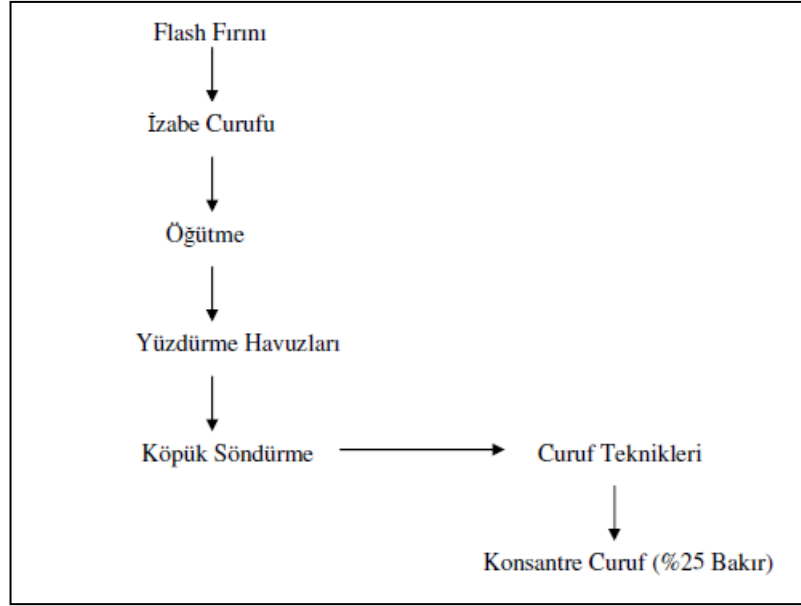 Flash Fırını
İzabe Curufu
Öğütme
Yüzdürme Havuzları
Köpük Söndürme
Curuf Teknikleri
Konsantre Curuf (%25 Bakır)